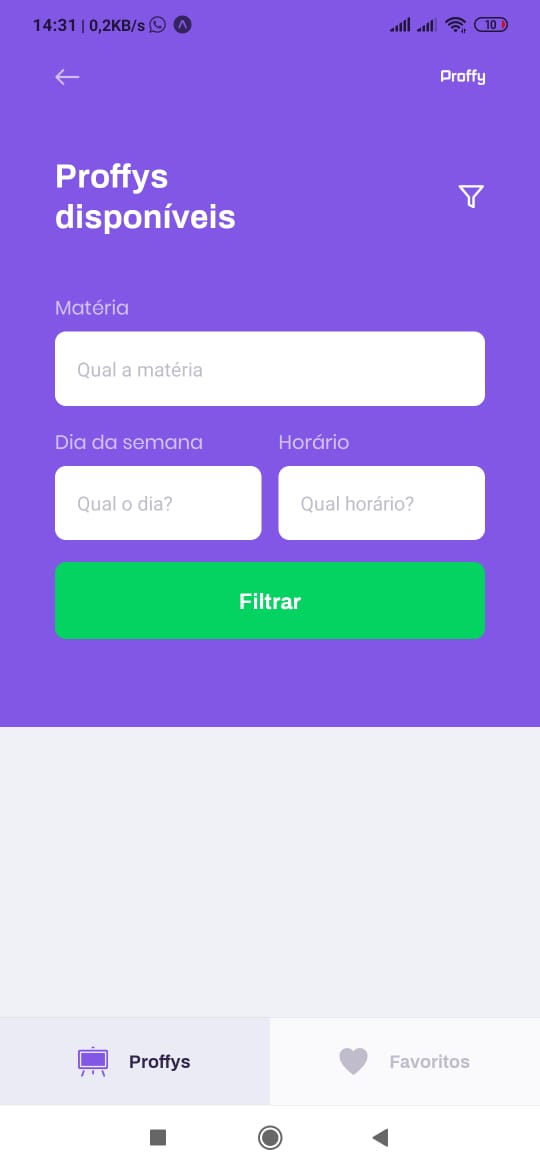 14:31 | 0,2KB/s
10
Proffy
Proffys
disponíveis
Matéria
Qual a matéria
Dia da semana
Horário
Qual o dia?
Qual horário?
Filtrar
Proffys
Favoritos